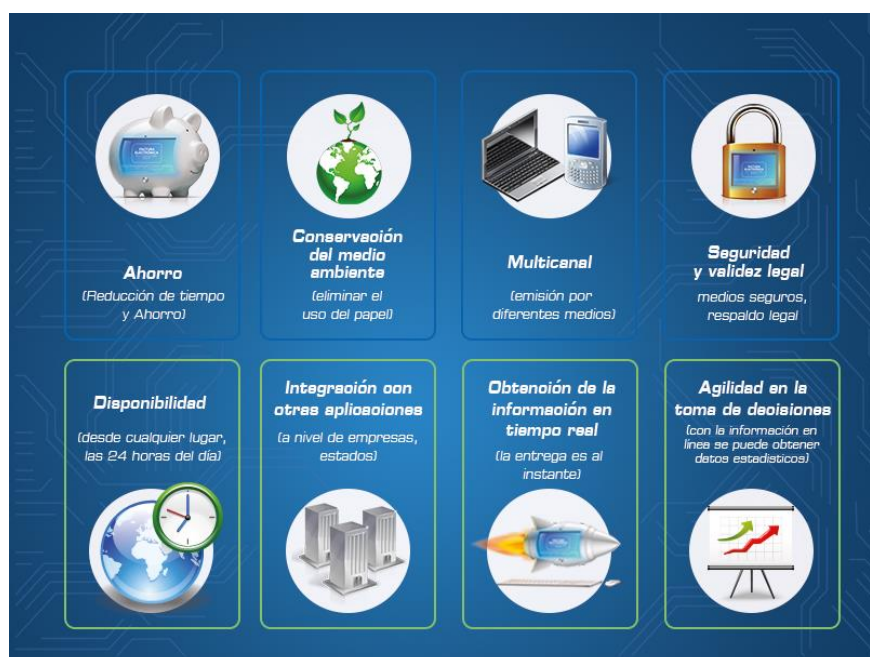 Ahorro
(Reducción de tiempo
y Ahorro)
Conservación
del medio
ambiente
(eliminar el
uso del papel)
Multicanal
(emisión por
diferentes medios)
Seguridad
y validez legal
medios seguros,
respaldo legal
Disponibilidad
(desde cualquier lugar,
las 24 horas del día)
Integración con
otras aplicaciones
(a nivel de empresas,
estados)
Obtención de la
información en
tiempo real
(la entrega es al
instante)
Agilidad en la
toma de decisiones
(con la información en
línea se puede obtener
datos estadisticos)